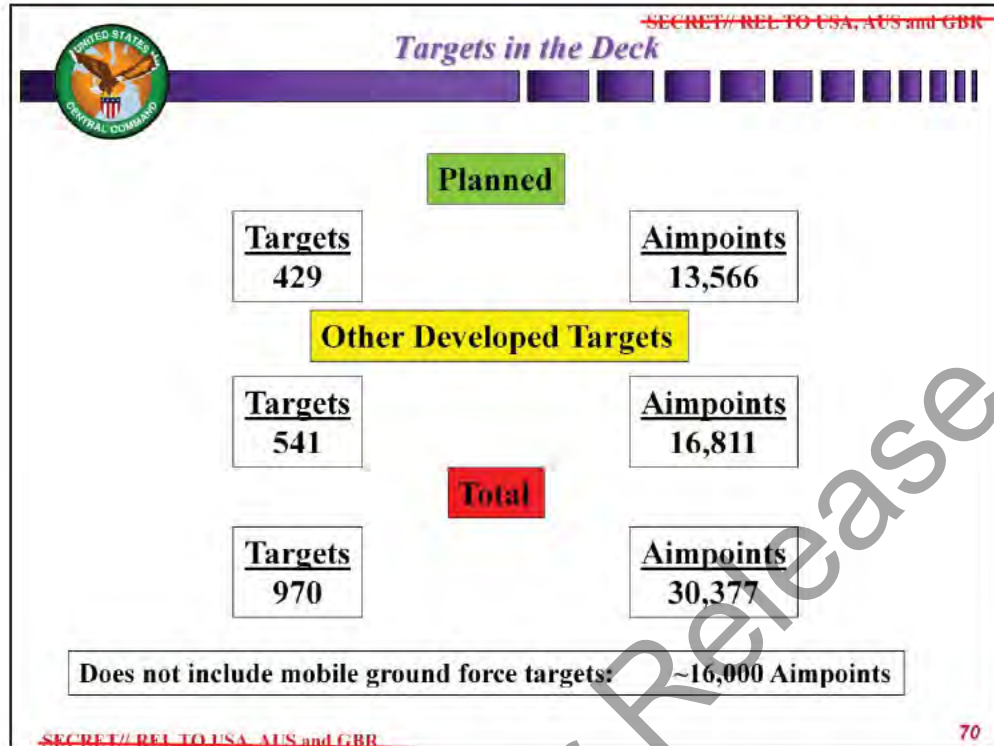 SECRET// REL TO USA, AUS and GBR
Targets in the Deck
UNITED STATES
CENTRAL COMMAND
Planned
Targets
429
Aimpoints
13,566
Other Developed Targets
Targets
541
Aimpoints
16,811
Total
Targets
970
Aimpoints
30,377
Does not include mobile ground force targets: ~16,000 Aimpoints
Release
SECRET// REL TO USA, AUS and GBR
70